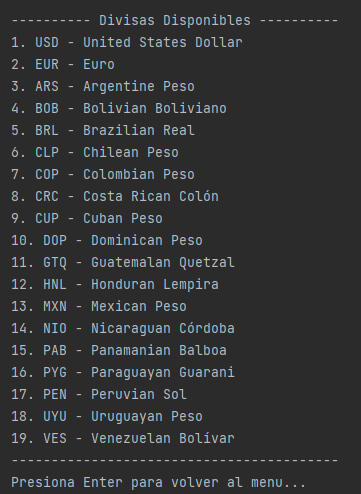 ---------- Divisas Disponibles ----------
1. USD - United States Dollar
2. EUR - Euro
3. ARS - Argentine Peso
4. BOB - Bolivian Boliviano
5. BRL - Brazilian Real
6. CLP - Chilean Peso
7. COP - Colombian Peso
8. CRC - Costa Rican Colón
9. CUP - Cuban Peso
10. DOP - Dominican Peso
11. GTQ - Guatemalan Quetzal
12. HNL - Honduran Lempira
13. MXN - Mexican Peso
14. NIO - Nicaraguan Córdoba
15. PAB - Panamanian Balboa
16. PYG - Paraguayan Guarani
17. PEN - Peruvian Sol
18. UYU - Uruguayan Peso
19. VES - Venezuelan Bolívar
-----------------------------------------
Presiona Enter para volver al menu...